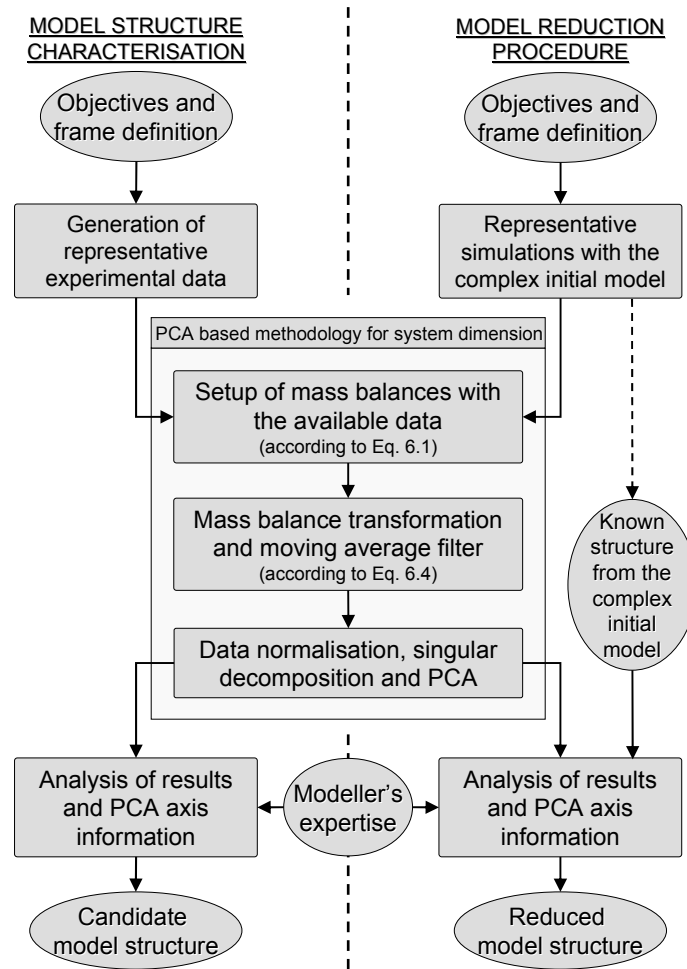 MODEL STRUCTURE
CHARACTERISATION
MODEL REDUCTION
PROCEDURE
Objectives and
frame definition
Objectives and
frame definition
Generation of
representative
experimental data
Representative
simulations with the
complex initial model
PCA based methodology for system dimension
Setup of mass balances with
the available data
(according to Eq. 6.1)
Mass balance transformation
and moving average filter
(according to Eq. 6.4)
Known
structure
from the
complex
initial
model
Data normalisation, singular
decomposition and PCA
Analysis of results
and PCA axis
information
Modeller's
expertise
Analysis of results
and PCA axis
information
Candidate
model structure
Reduced
model structure